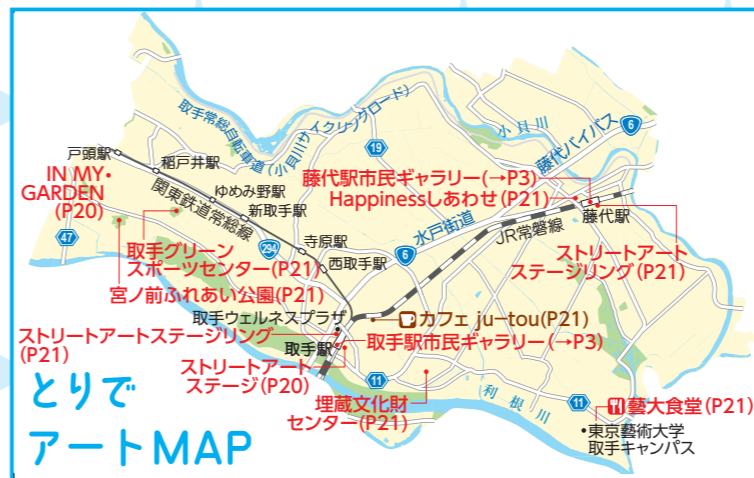 取手常総自転車道(小貝川サイクリングロード)
小貝川
藤代バイパス
6
19
戸頭駅
稲戸井駅
IN MY
GARDEN
(P20)
関東鉄道常総線
ゆめみ野駅
新取手駅
藤代駅市民ギャラリー(→P3)
Happinessしあわせ(P21)
藤代駅
水戸街道
6
JR常磐線
ストリートアート
ステージリング(P21)
47
取手グリーン
スポーツセンター(P21)
294
寺原駅
西取手駅
宮ノ前ふれあい公園(P21)
取手ウェルネスプラザ
カフェ ju-tou(P21)
ストリートアートステージリング
(P21)
取手駅
取手駅市民ギャラリー(→P3)
ストリートアート
ステージ(P20)
11
埋蔵文化財
センター(P21)
利根川
11
藝大食堂(P21)
・東京藝術大学
取手キャンパス
とりで
アートMAP